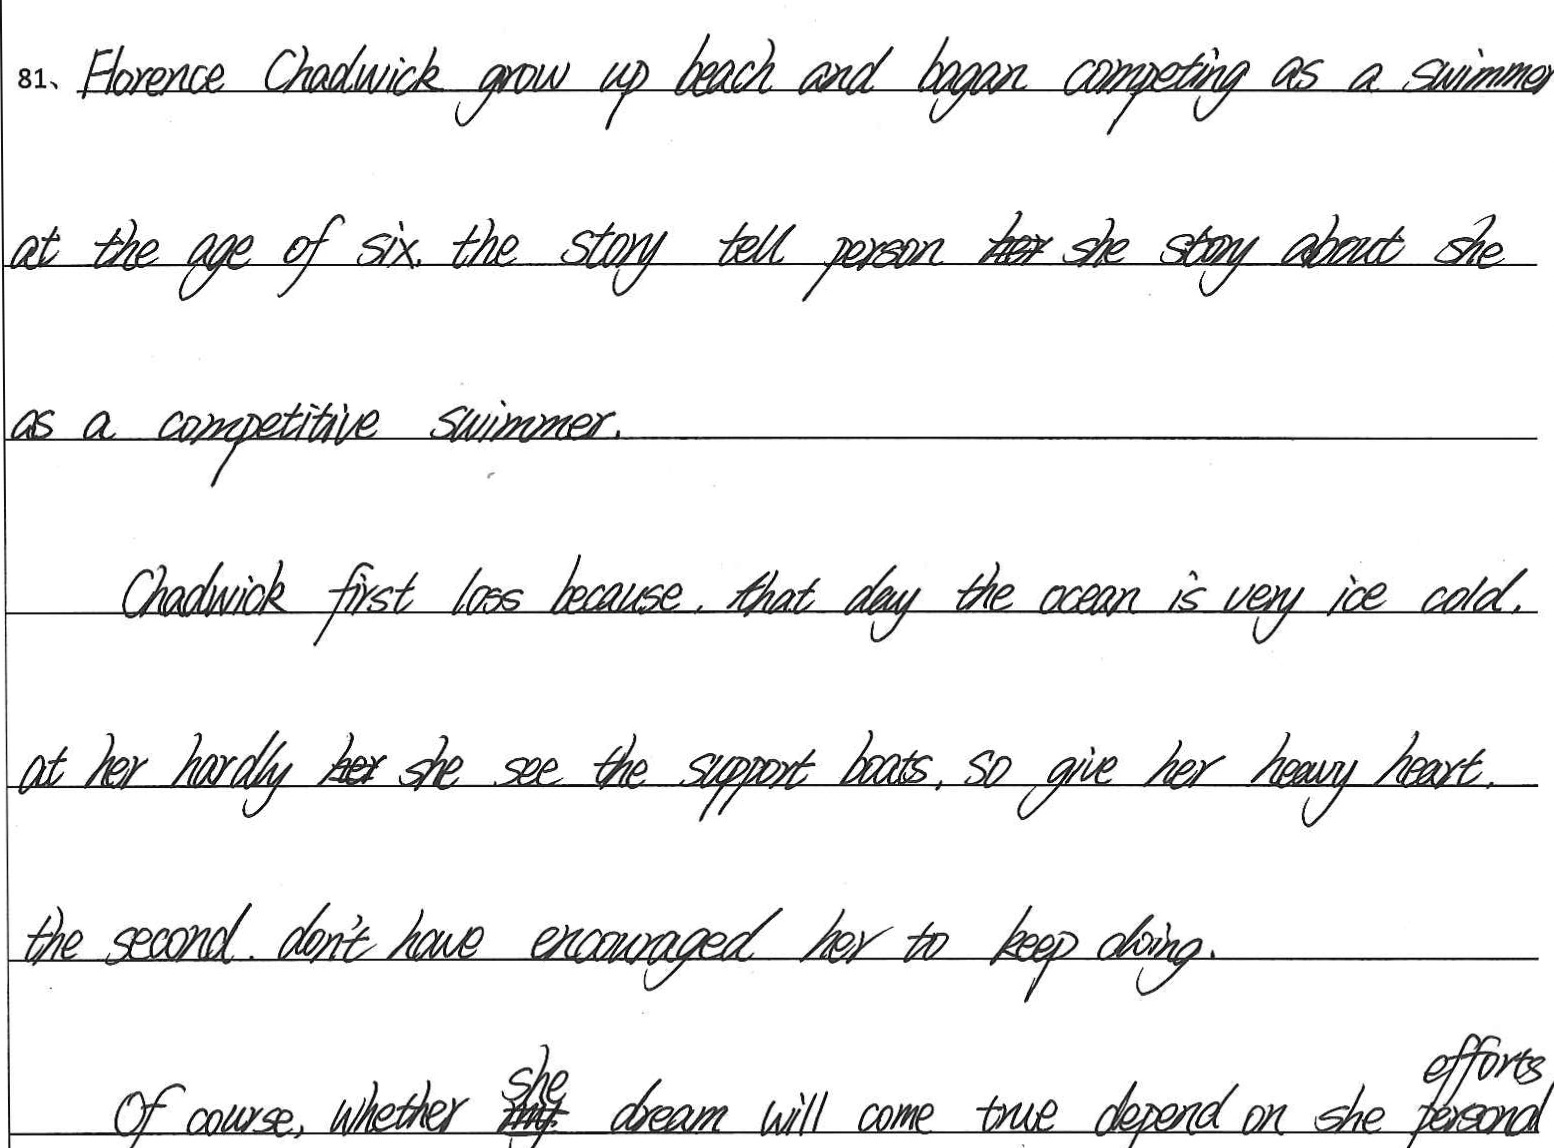 81、Florence Chadwick grow up beach and bagan competing as a swimmer
at the age of six. the story tell person she story about she
as a competitive swimmer.
Chadwick first loss because. that day the ocean is very ice cold.
at her hardly she see the support boats, so give her heavy heart.
the second. don't have encouraged her to keep doing.
efforts
Of course, whether she dream will come true depend on she personal